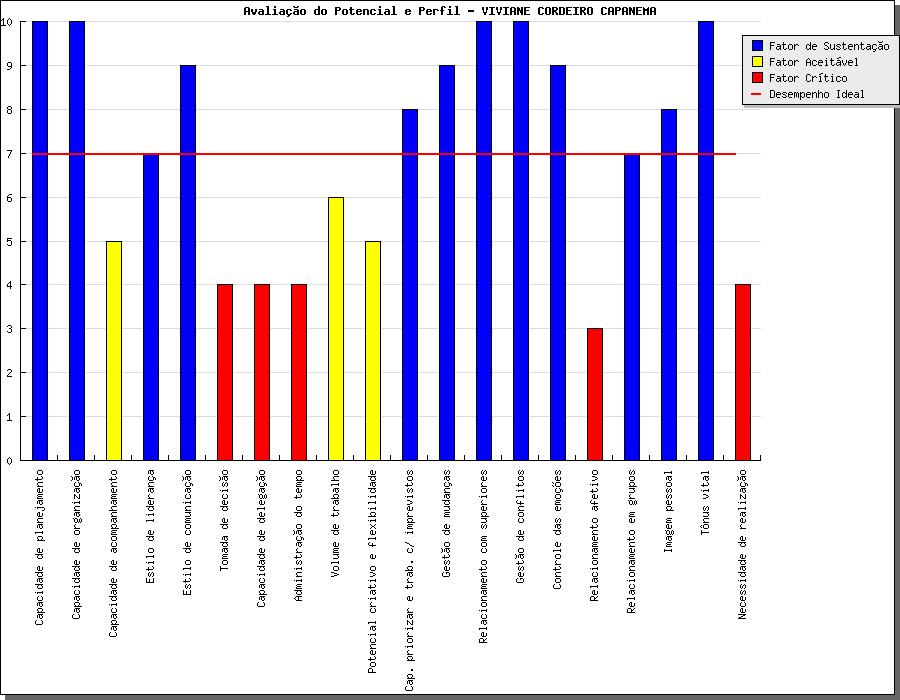 Avaliação do Potencial e Perfil - VIVIANE CORDEIRO CAPANEMA
Fator de Sustentação
Fator Aceitável
Fator Crítico
Desempenho Ideal
10
9
8
7
6
5
4
3
2
1
0
Capacidade de planejamento
Capacidade de organização
Capacidade de acompanhamento
Estilo de liderança
Estilo de comunicação
Tomada de decisão
Capacidade de delegação
Administração do tempo
Volume de trabalho
Potencial criativo e flexibilidade
Cap. priorizar e trab. c/ imprevistos
Gestão de mudanças
Relacionamento com superiores
Gestão de conflitos
Controle das emoções
Relacionamento afetivo
Relacionamento em grupos
Imagem pessoal
Tônus vital
Necessidade de realização